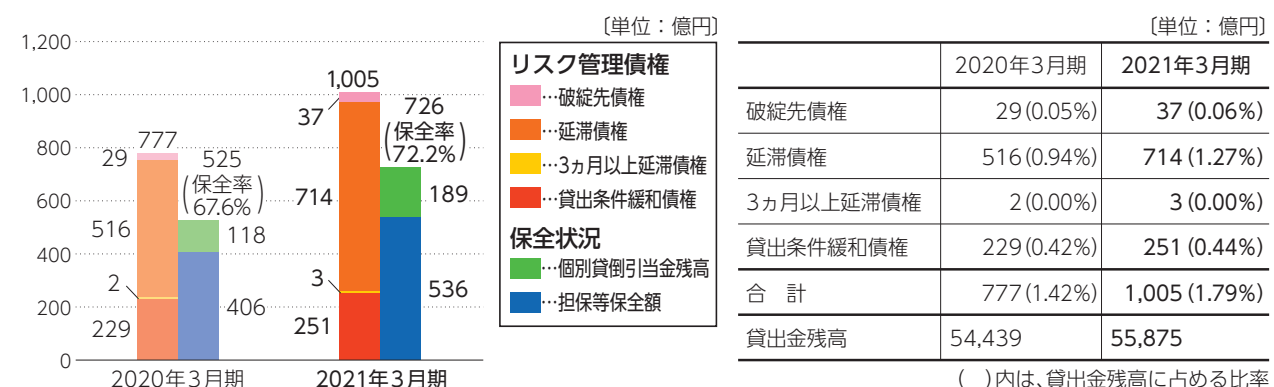 〔単位：億円〕
1,200
1,000
800
600
400
200
0
777
29
516
2
229
525
(保全率
67.6%)
118
406
2020年3月期
1,005
37
714
3
251
726
(保全率
72.2%)
189
536
2021年3月期
リスク管理債権
…破綻先債権
…延滞債権
…3ヵ月以上延滞債権
…貸出条件緩和債権
保全状況
…個別貸倒引当金残高
…担保等保全額
〔単位：億円〕
2020年3月期 2021年3月期
破綻先債権 29(0.05%) 37(0.06%)
延滞債権 516(0.94%) 714(1.27%)
3ヵ月以上延滞債権 2(0.00%) 3(0.00%)
貸出条件緩和債権 229(0.42%) 251(0.44%)
合　計 777(1.42%) 1,005(1.79%)
貸出金残高 54,439 55,875
(　)内は、貸出金残高に占める比率